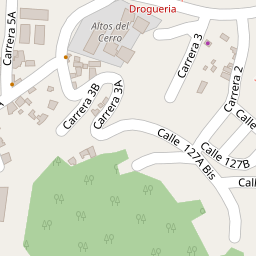 Drogueria
Carrera 5A
Altos del
Cerro
Carrera 3
Carrera 2
Carrera 3B
Carrera 3A
Calle 127A Bis
Calle 127B
Call